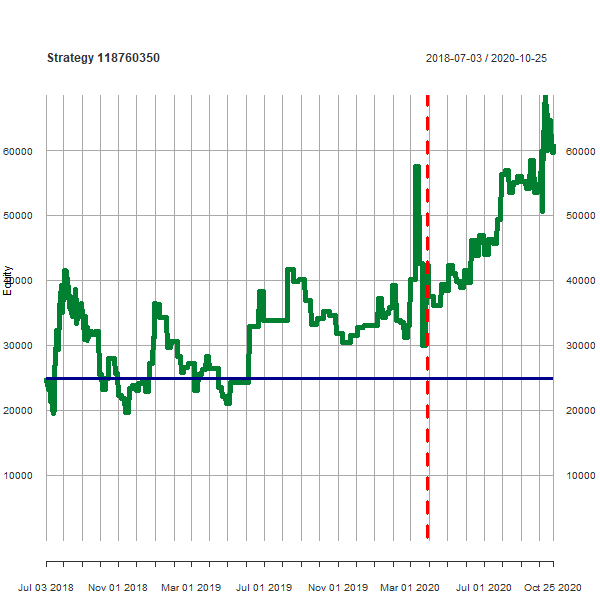 Strategy 118760350 2018-07-03 / 2020-10-25
60000 60000
50000 50000
Equity
40000 40000
30000 30000
20000 20000
10000 10000
Jul 03 2018 Nov 01 2018 Mar 01 2019 Jul 01 2019 Nov 01 2019 Mar 01 2020 Jul 01 2020 Oct 25 2020